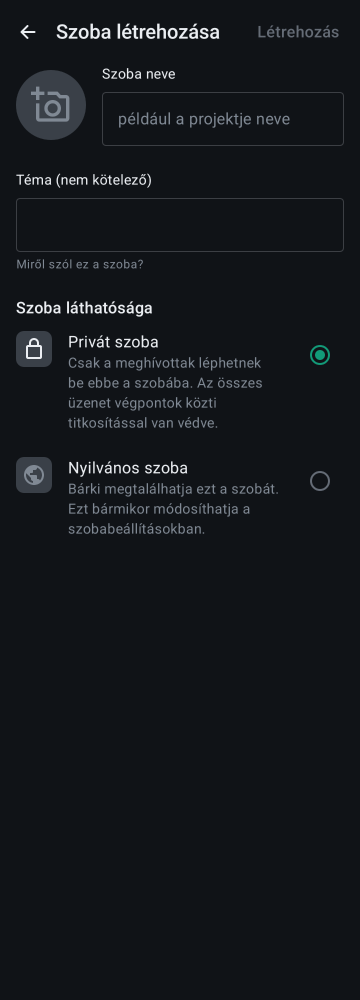 Szoba létrehozása
Létrehozás
Szoba neve
például a projektje neve
Téma (nem kötelező)
Miről szól ez a szoba?
Szoba láthatósága
Privát szoba
Csak a meghívottak léphetnek
be ebbe a szobába. Az összes
üzenet végpontok közti
titkosítással van védve.
Nyilvános szoba
Bárki megtalálhatja ezt a szobát.
Ezt bármikor módosíthatja a
szobabeállításokban.